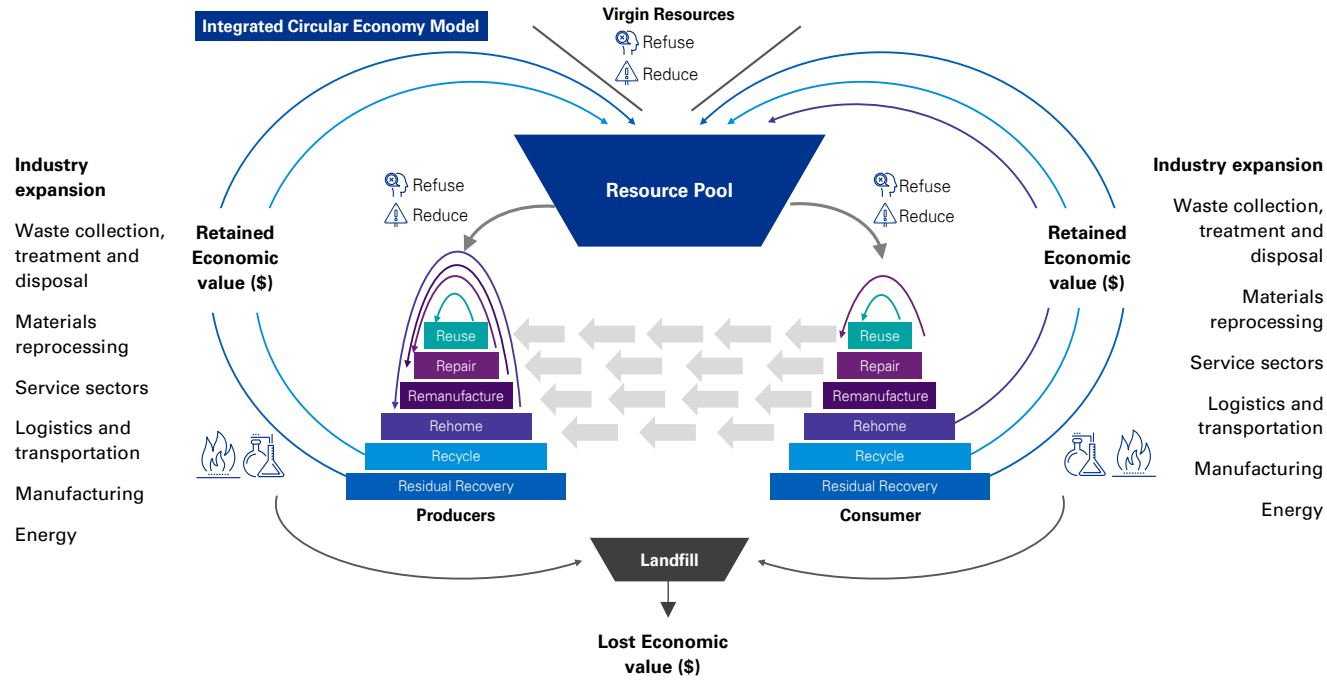 Integrated Circular Economy Model
Virgin Resources
Refuse
Reduce
Industry
expansion
Waste collection,
treatment and
disposal
Materials
reprocessing
Service sectors
Logistics and
transportation
Manufacturing
Energy
Retained
Economic
value ($)
Refuse
Reduce
Resource Pool
Refuse
Reduce
Retained
Economic
value ($)
Industry expansion
Waste collection,
treatment and
disposal
Materials
reprocessing
Service sectors
Logistics and
transportation
Manufacturing
Energy
Reuse
Repair
Remanufacture
Rehome
Recycle
Residual Recovery
Producers
Reuse
Repair
Remanufacture
Rehome
Recycle
Residual Recovery
Consumer
Landfill
Lost Economic
value ($)